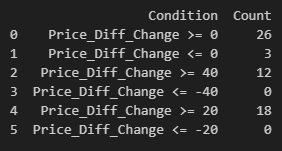 Condition Count
0 Price_Diff_Change >= 0 26
1 Price_Diff_Change <= 0 3
2 Price_Diff_Change >= 40 12
3 Price_Diff_Change <= -40 0
4 Price_Diff_Change >= 20 18
5 Price_Diff_Change <= -20 0